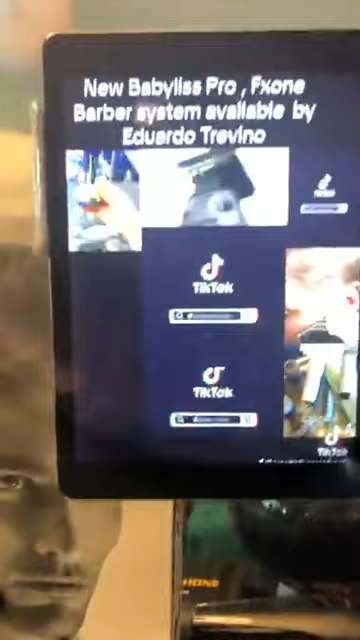 New Babyliss Pro , Fxone
Barber system available by
Eduardo Trevino
TikTok
TikTok
TikTok